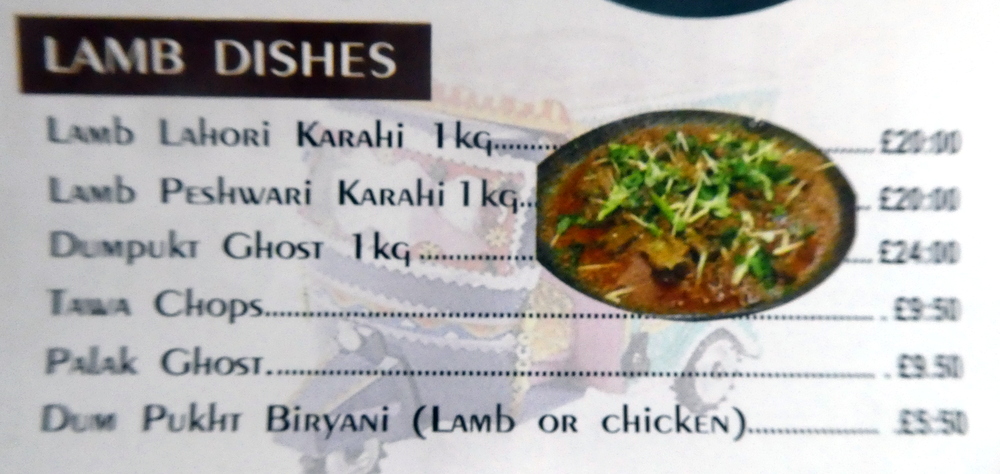 LAMB DISHES
LAMB LAHORI KARAHI 1kg.......... £20:00
LAMB PESHWARI KARAHI 1kg... £20:00
DUMPUKT GHOST 1kg.......... £24:00
TAWA CHOPS.......... £9:50
PALAK GHOST.......... £9.50
DUM PUKHT BIRYANI (LAMB OR CHICKEN).......... £5:50